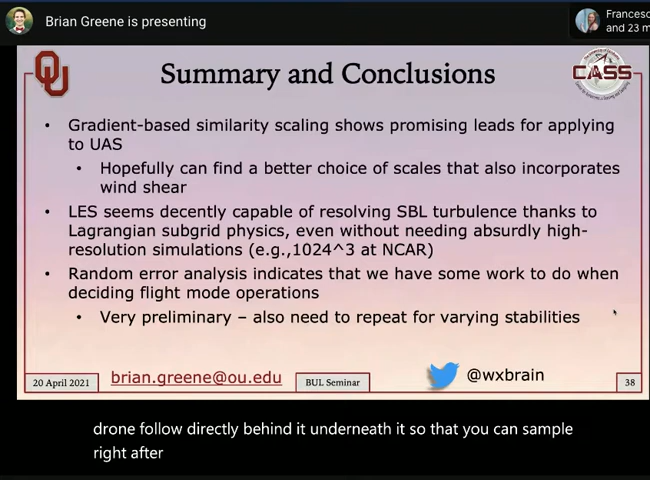 Brian Greene is presenting
Francesc
and 23 m
OU
Summary and Conclusions
CASS
• Gradient-based similarity scaling shows promising leads for applying
to UAS
• Hopefully can find a better choice of scales that also incorporates
wind shear
• LES seems decently capable of resolving SBL turbulence thanks to
Lagrangian subgrid physics, even without needing absurdly high-
resolution simulations (e.g.,1024^3 at NCAR)
• Random error analysis indicates that we have some work to do when
deciding flight mode operations
• Very preliminary – also need to repeat for varying stabilities
20 April 2021
brian.greene@ou.edu
BUL Seminar
@wxbrain
38
drone follow directly behind it underneath it so that you can sample
right after